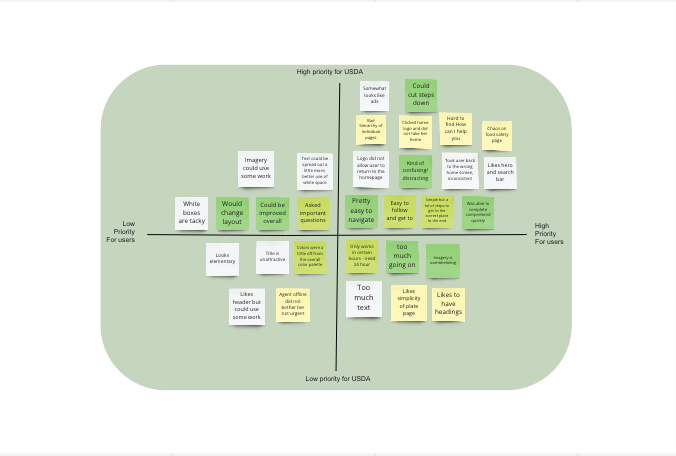 High priority for USDA
Somewhat
looks like
ads
Could
cut steps
down
Bad
hierarchy of
individual
pages
Clicked home
logo and did
not take her
home
Hard to
find How
can I help
you
Chaos on
food safety
page
Imagery
could use
some work
Text could be
spread out a
little more,
better use of
white space
Logo did not
allow user to
return to the
homepage
Kind of
confusing/
distracting
Took user back
to the wrong
home screen,
inconsistent
Likes hero
and search
bar
White
boxes
are tacky
Would
change
layout
Could be
improved
overall
Asked
important
questions
Pretty
easy to
navigate
Easy to
follow
and get to
Simple but a
lot of steps to
get to the
correct place
to the end
Was able to
complete
comprehend
quickly
Low
Priority
For users
High
Priority
For users
Looks
elementary
Title is
unattractive
Colors were a
little off from
the overall
color palette
Only works
in certain
hours - need
24 hour
too
much
going on
Imagery is
overwhelming
Likes
header but
could use
some work
Agent offline
did not
bother her
not urgent
Too
much
text
Likes
simplicity
of plate
page
Likes to
have
headings
Low priority for USDA